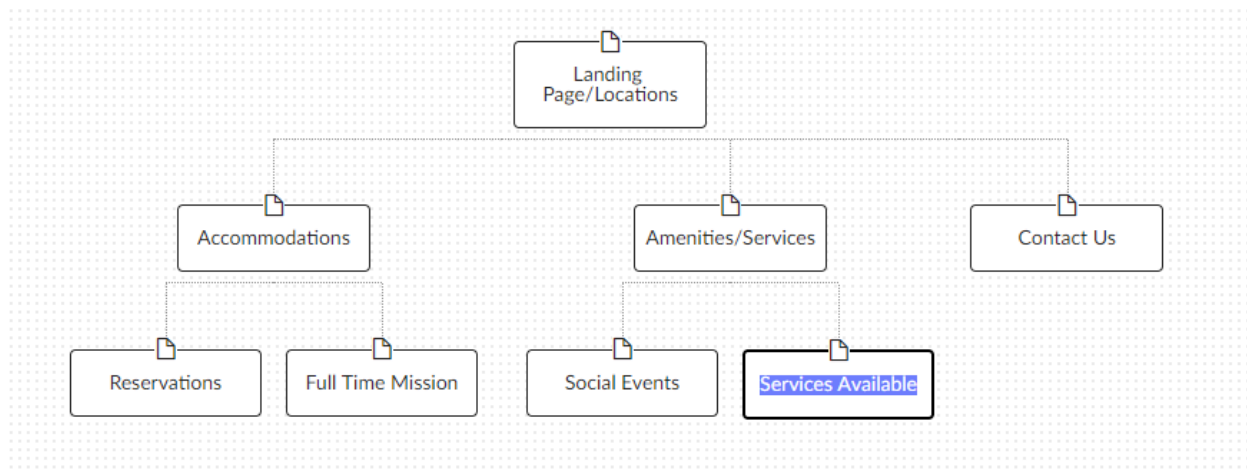 Landing
Page/Locations
Accommodations
Amenities/Services
Contact Us
Reservations
Full Time Mission
Social Events
Services Available